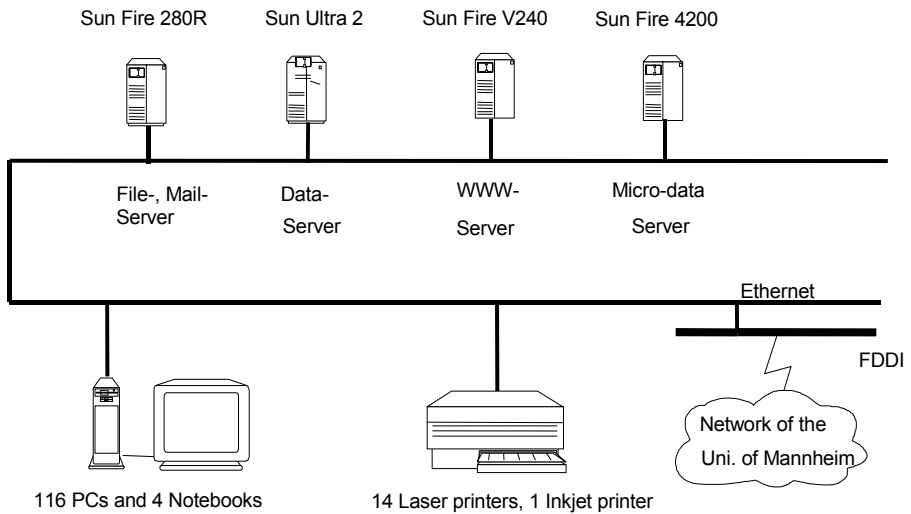 Sun Fire 280R
Sun Ultra 2
Sun Fire V240
Sun Fire 4200
File-, Mail-
Server
Data-
Server
WWW-
Server
Micro-data
Server
Ethernet
FDDI
Network of the
Uni. of Mannheim
116 PCs and 4 Notebooks
14 Laser printers, 1 Inkjet printer